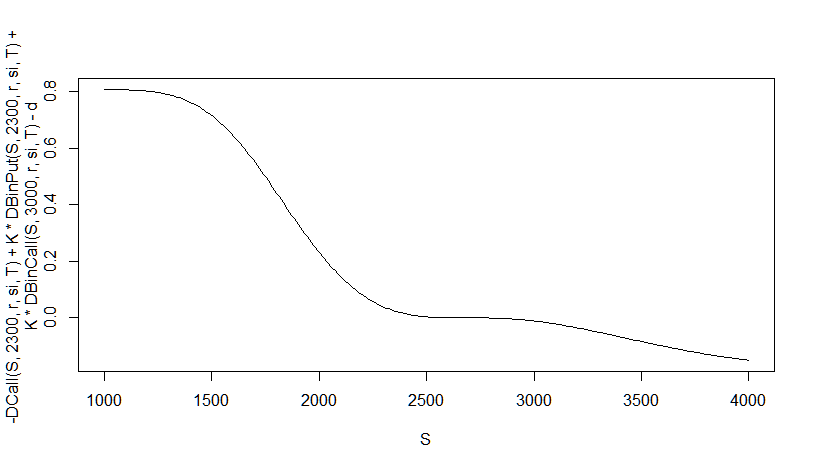 -DCall(S, 2300, r, si, T) + K * DBinPut(S, 2300, r, si, T) +
K * DBinCall(S, 3000, r, si, T) - d
0.8
0.6
0.4
0.2
0.0
1000 1500 2000 2500 3000 3500 4000
S